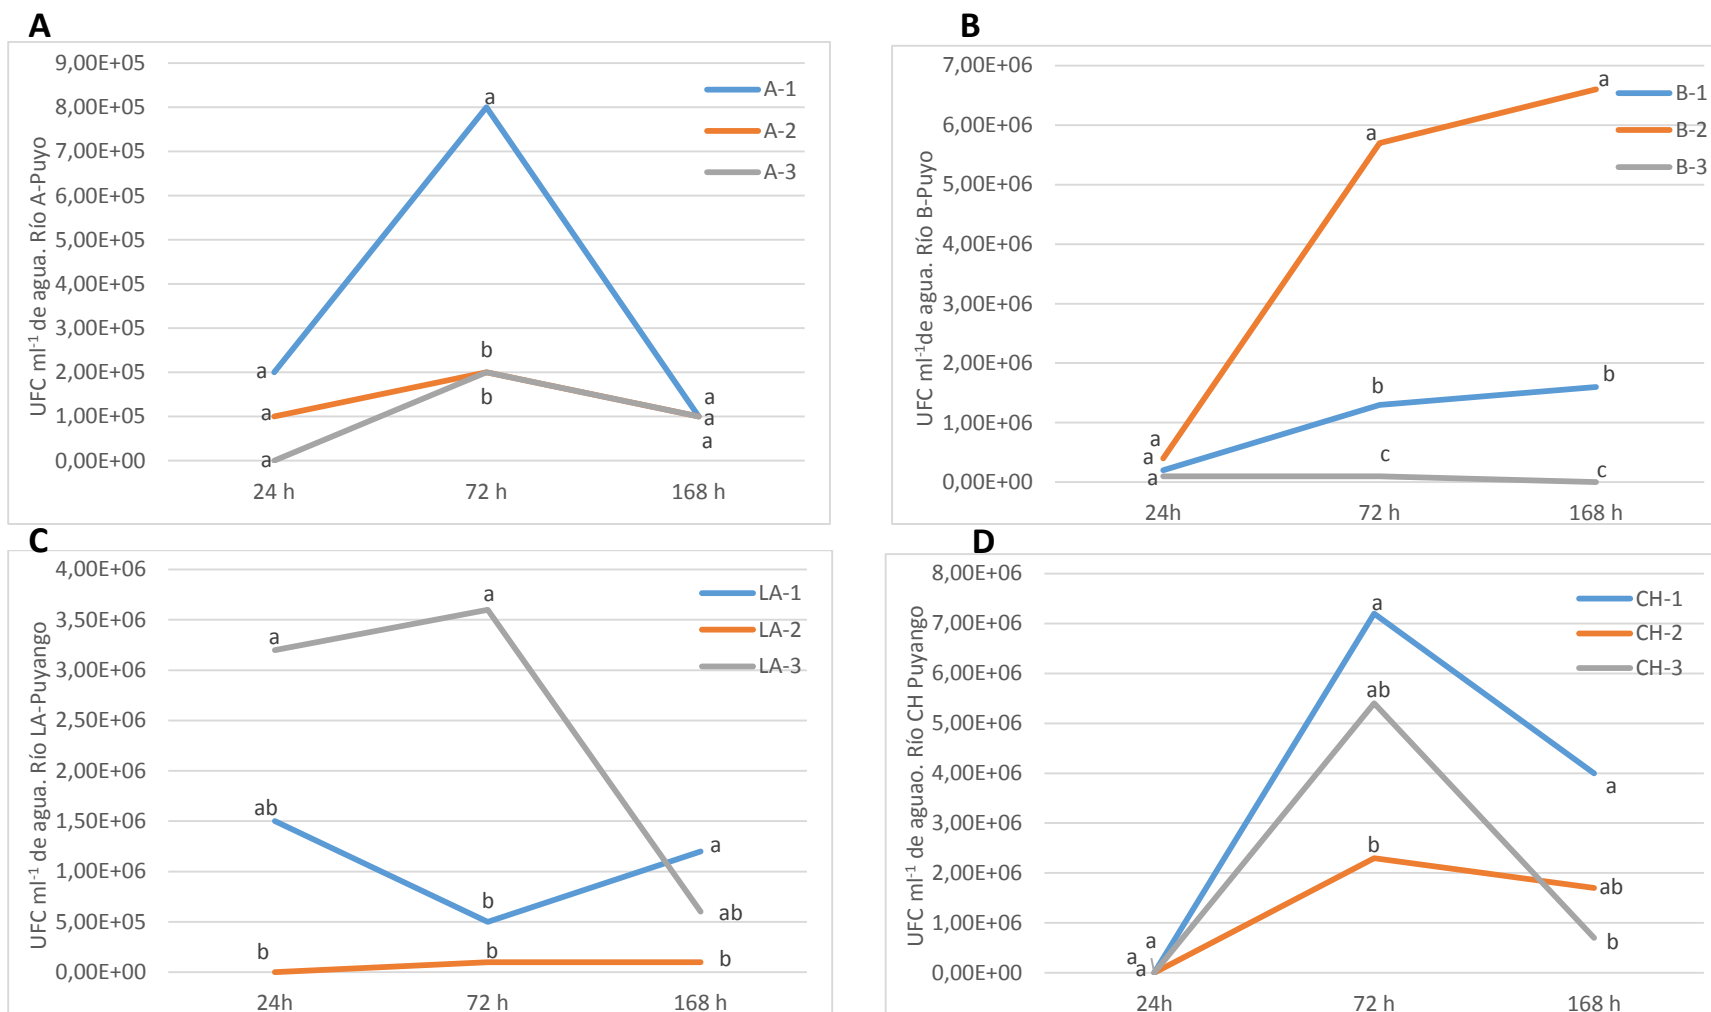 A
UFC ml⁻¹ de agua. Río A-Puyo
9,00E+05
8,00E+05
7,00E+05
6,00E+05
5,00E+05
4,00E+05
3,00E+05
2,00E+05
1,00E+05
0,00E+00
24 h
72 h
168 h
A-1
A-2
A-3
a
a
a
a
b
b
a
a
a
B
UFC ml⁻¹de agua. Río B-Puyo
7,00E+06
6,00E+06
5,00E+06
4,00E+06
3,00E+06
2,00E+06
1,00E+06
0,00E+00
24h
72 h
168 h
B-1
B-2
B-3
a
a
a
a
b
c
a
b
c
C
UFC ml⁻¹ de agua. Río LA-Puyango
4,00E+06
3,50E+06
3,00E+06
2,50E+06
2,00E+06
1,50E+06
1,00E+06
5,00E+05
0,00E+00
24h
72 h
168 h
LA-1
LA-2
LA-3
a
ab
b
a
b
b
a
ab
b
D
UFC ml⁻¹ de aguao. Río CH Puyango
8,00E+06
7,00E+06
6,00E+06
5,00E+06
4,00E+06
3,00E+06
2,00E+06
1,00E+06
0,00E+00
24h
72 h
168 h
CH-1
CH-2
CH-3
a
a
a
a
ab
b
a
ab
b